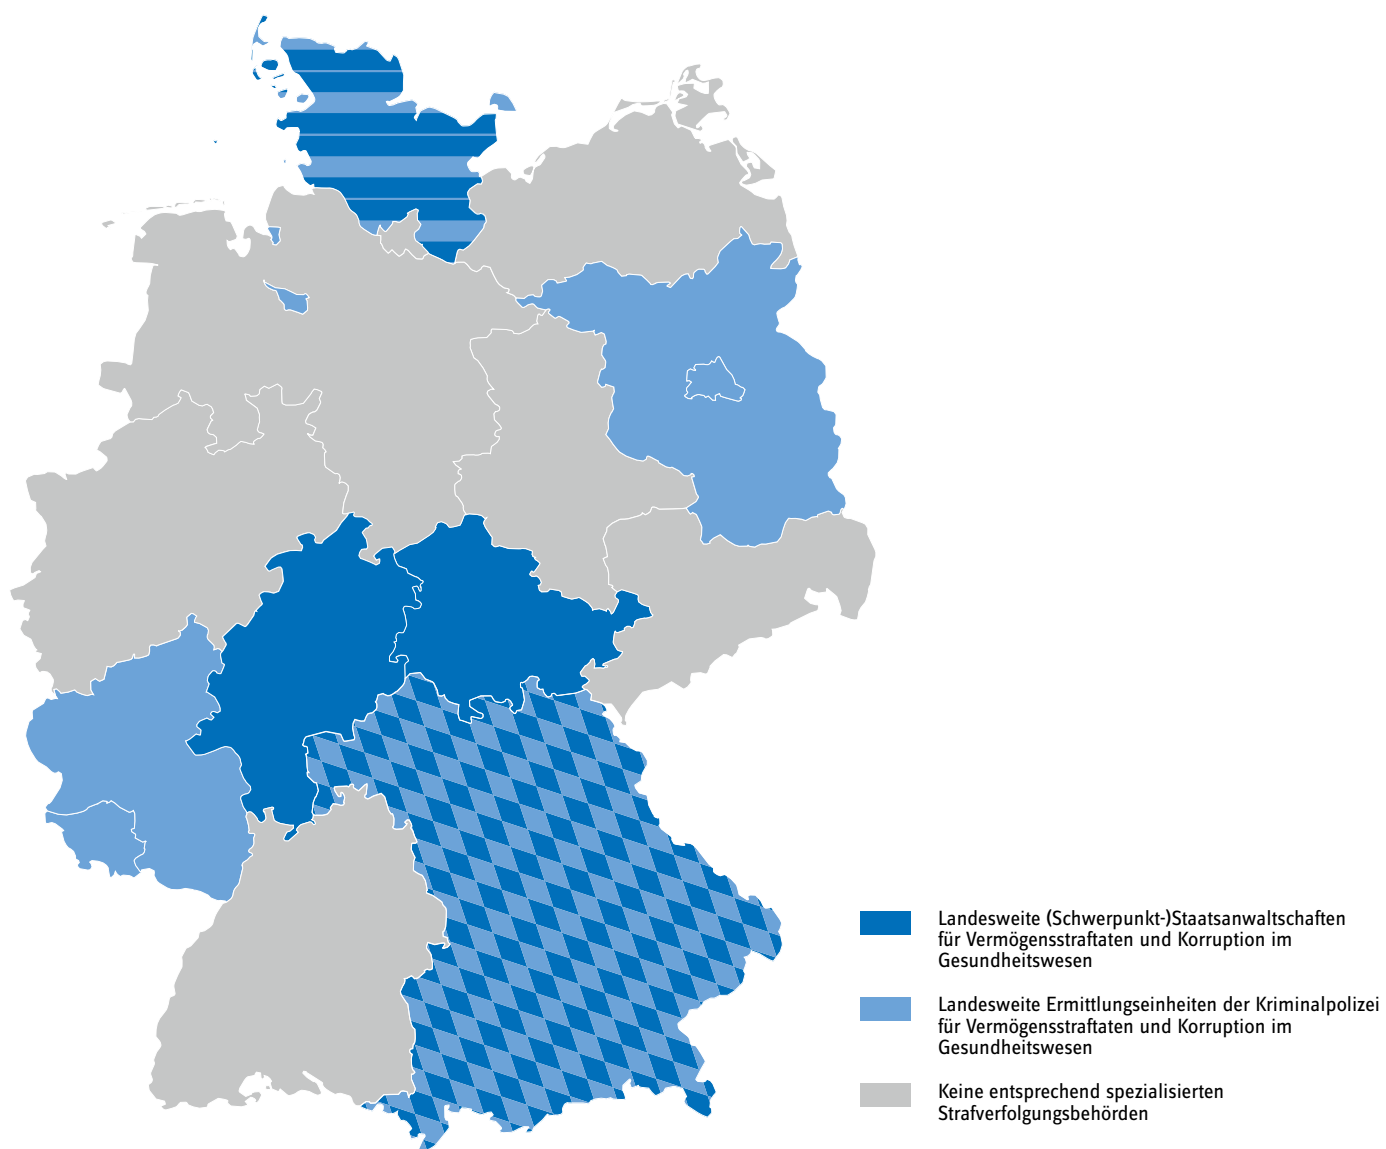 Landesweite (Schwerpunkt-)Staatsanwaltschaften
für Vermögensstraftaten und Korruption im
Gesundheitswesen
Landesweite Ermittlungseinheiten der Kriminalpolizei
für Vermögensstraftaten und Korruption im
Gesundheitswesen
Keine entsprechend spezialisierten
Strafverfolgungsbehörden